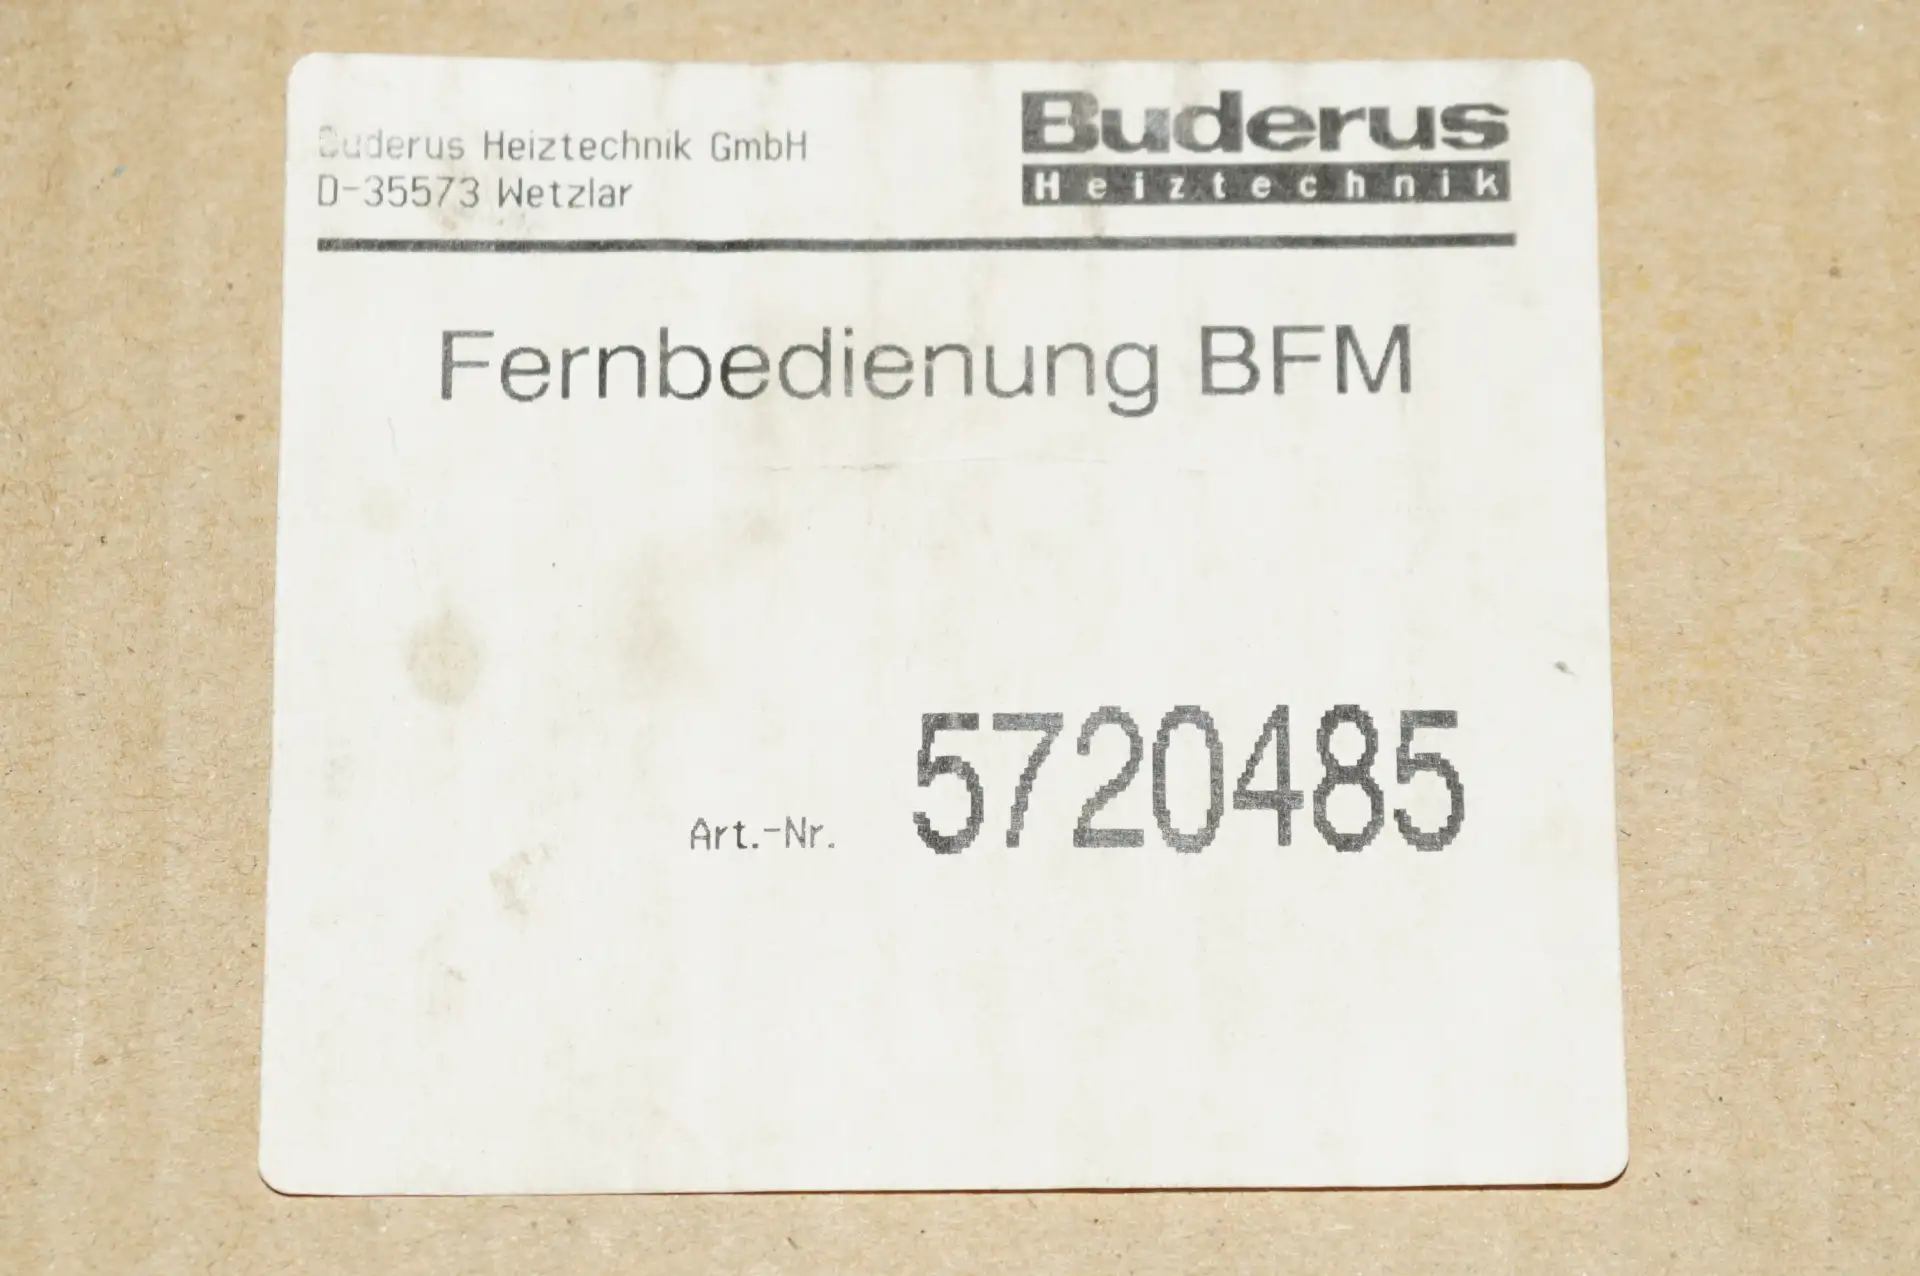 Buderus Heiztechnik GmbH
D-35573 Wetzlar
Buderus
Heiztechnik
Fernbedienung BFM
Art.-Nr. 5720485